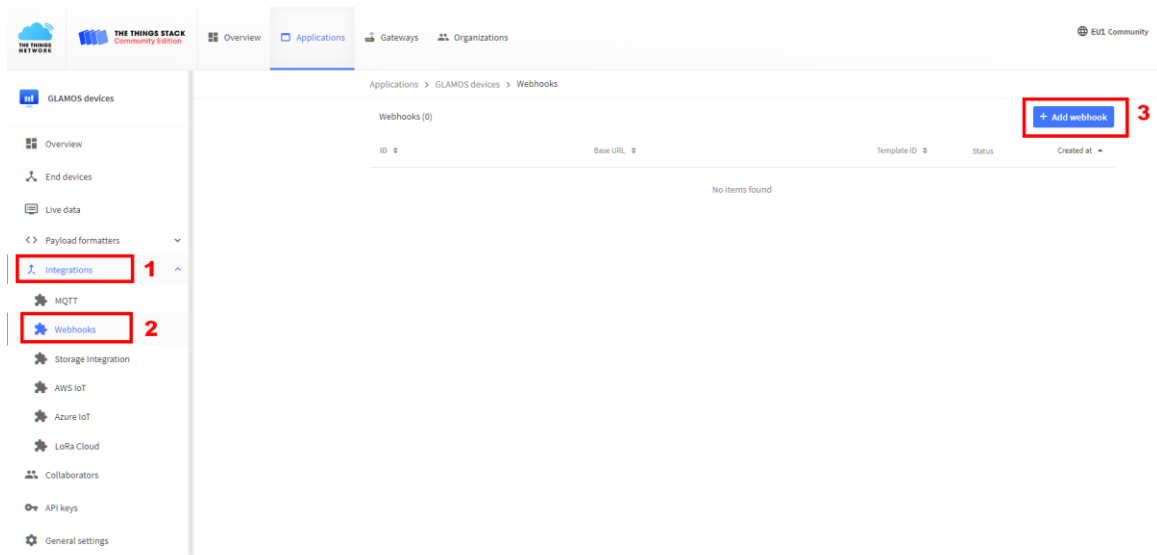 THE THINGS
NETWORK
THE THINGS STACK
Community Edition
Overview
Applications
Gateways
Organizations
EU1 Community
GLAMOS devices
Applications > GLAMOS devices > Webhooks
Webhooks (0)
+ Add webhook
3
ID
Base URL
Template ID
Status
Created at
No items found
Overview
End devices
Live data
<> Payload formatters
Integrations
1
MQTT
Webhooks
2
Storage Integration
AWS IoT
Azure IoT
LoRa Cloud
Collaborators
API keys
General settings